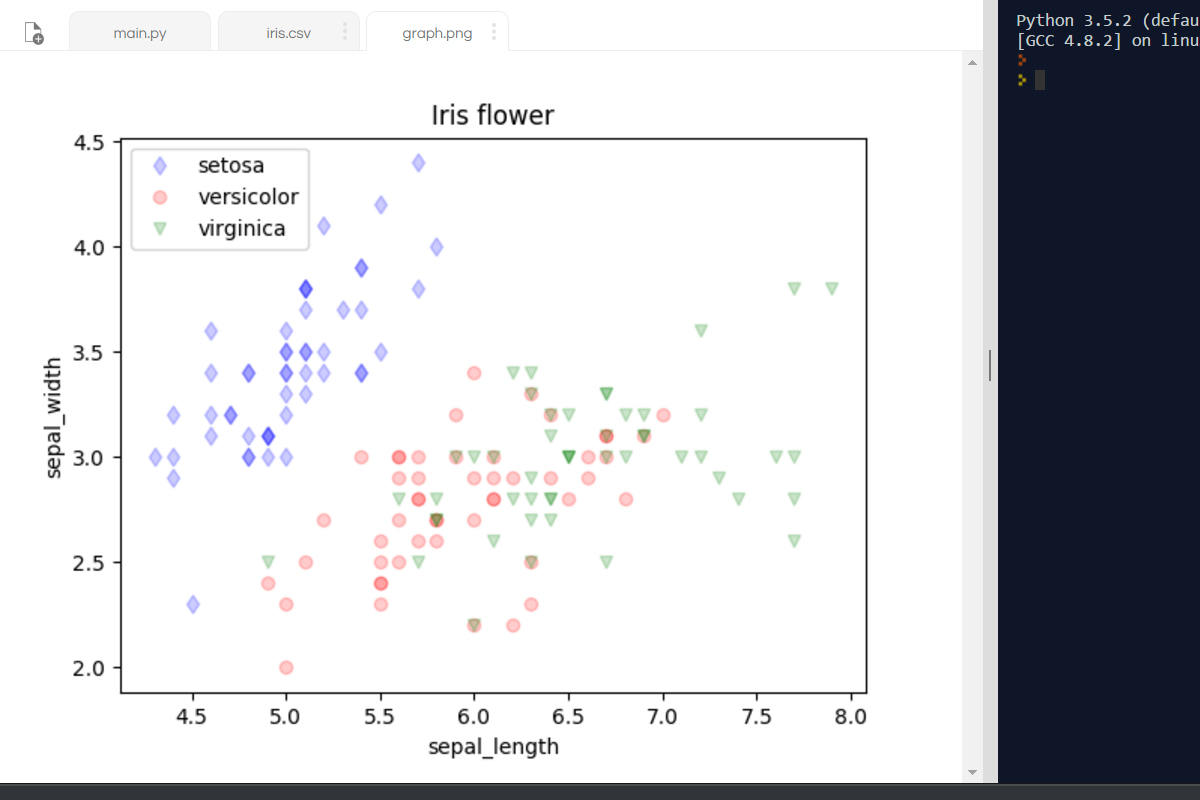 main.py
iris.csv
graph.png
Python 3.5.2 (defau
[GCC 4.8.2] on linu
Iris flower
setosa
versicolor
virginica
4.5
4.0
3.5
3.0
2.5
2.0
sepal_width
4.5 5.0 5.5 6.0 6.5 7.0 7.5 8.0
sepal_length